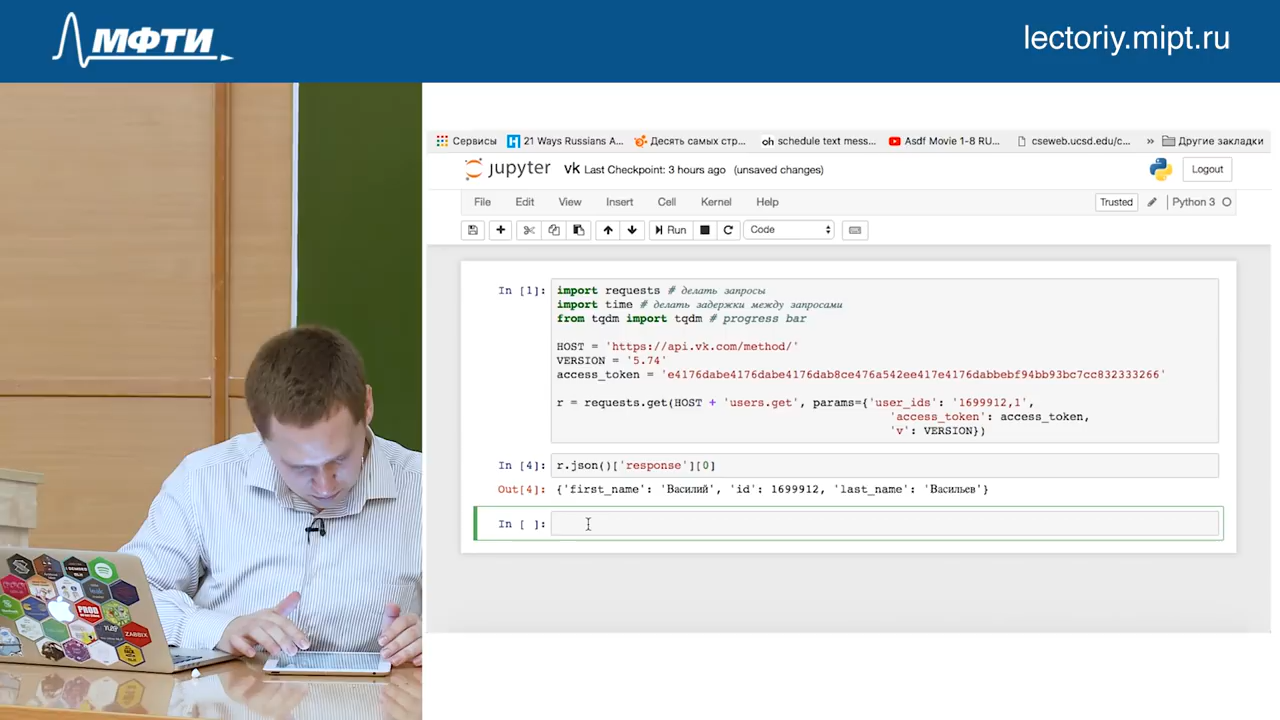 МФТИ
lectoriy.mipt.ru
Сервисы
21 Ways Russians A...
Десять самых стр...
schedule text mess...
Asdf Movie 1-8 RU...
cseweb.ucsd.edu/c...
»
Другие закладки
jupyter vk Last Checkpoint: 3 hours ago (unsaved changes)
Logout
File Edit View Insert Cell Kernel Help
Trusted
Python 3
Run
Code
In [1]: import requests # делать запросы
import time # делать задержки между запросами
from tqdm import tqdm # progress bar
HOST = 'https://api.vk.com/method/'
VERSION = '5.74'
access_token = 'e4176dabe4176dabe4176dab8ce476a542ee417e4176dabbebf94bb93bc7cc832333266'
r = requests.get(HOST + 'users.get', params={'user_ids': '1699912,1',
'access_token': access_token,
'v': VERSION})
In [4]: r.json()['response'][0]
Out[4]: {'first_name': 'Василий', 'id': 1699912, 'last_name': 'Васильев'}
In [ ]:
PROG
ZABBIX